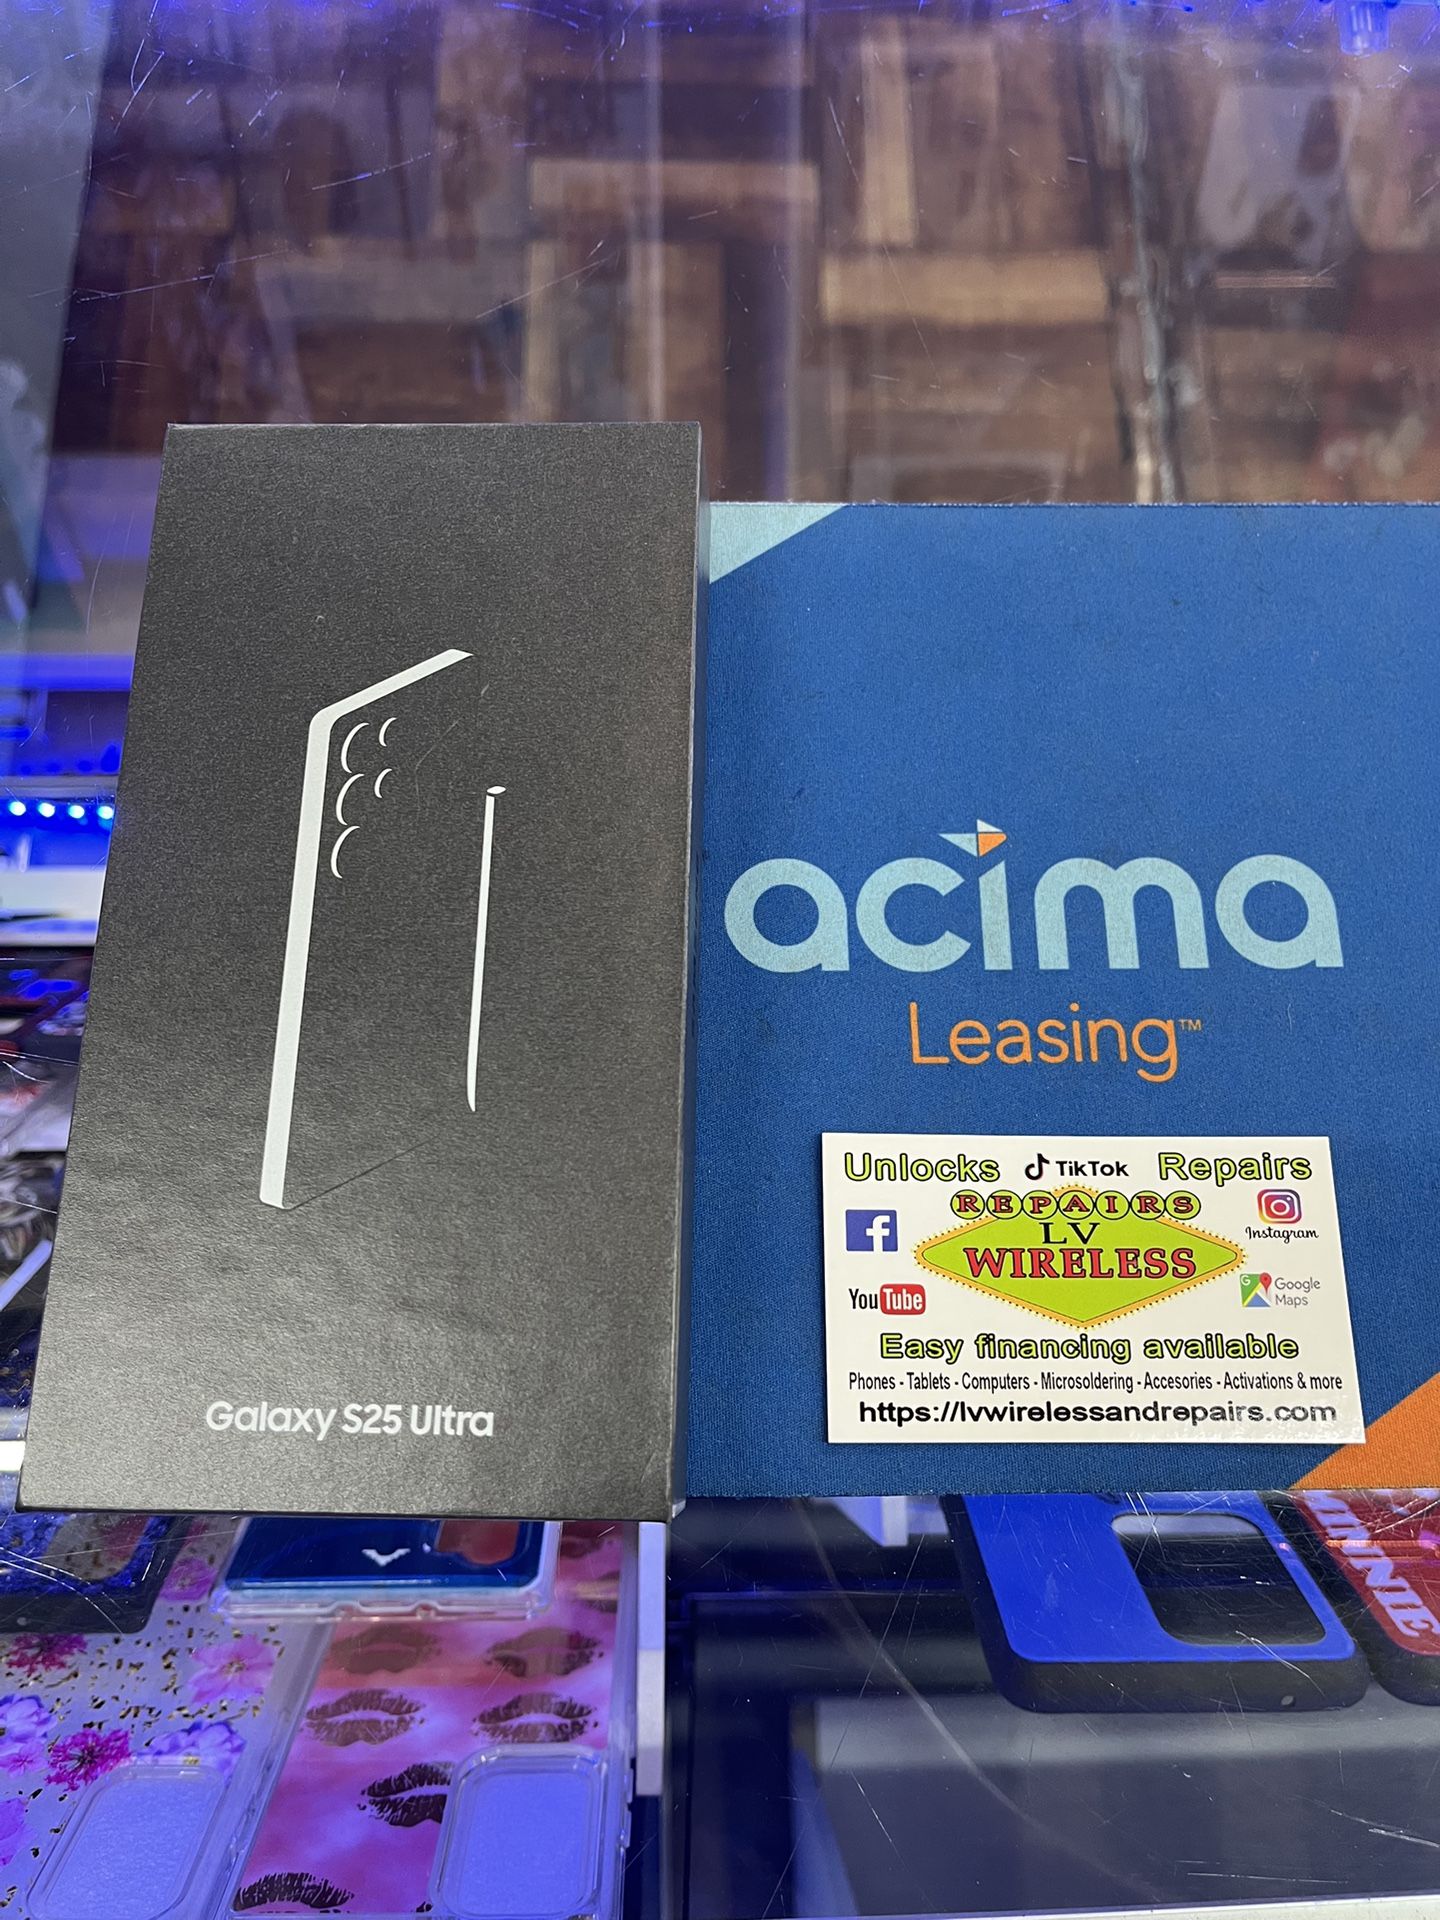 Galaxy S25 Ultra
acima
Leasing™
Unlocks TikTok Repairs
REPAIRS
LV
WIRELESS
f
Instagram
YouTube
G Google
Maps
Easy financing available
Phones - Tablets - Computers - Microsoldering - Accesories - Activations & more
https://lvwirelessandrepairs.com
MINNIE